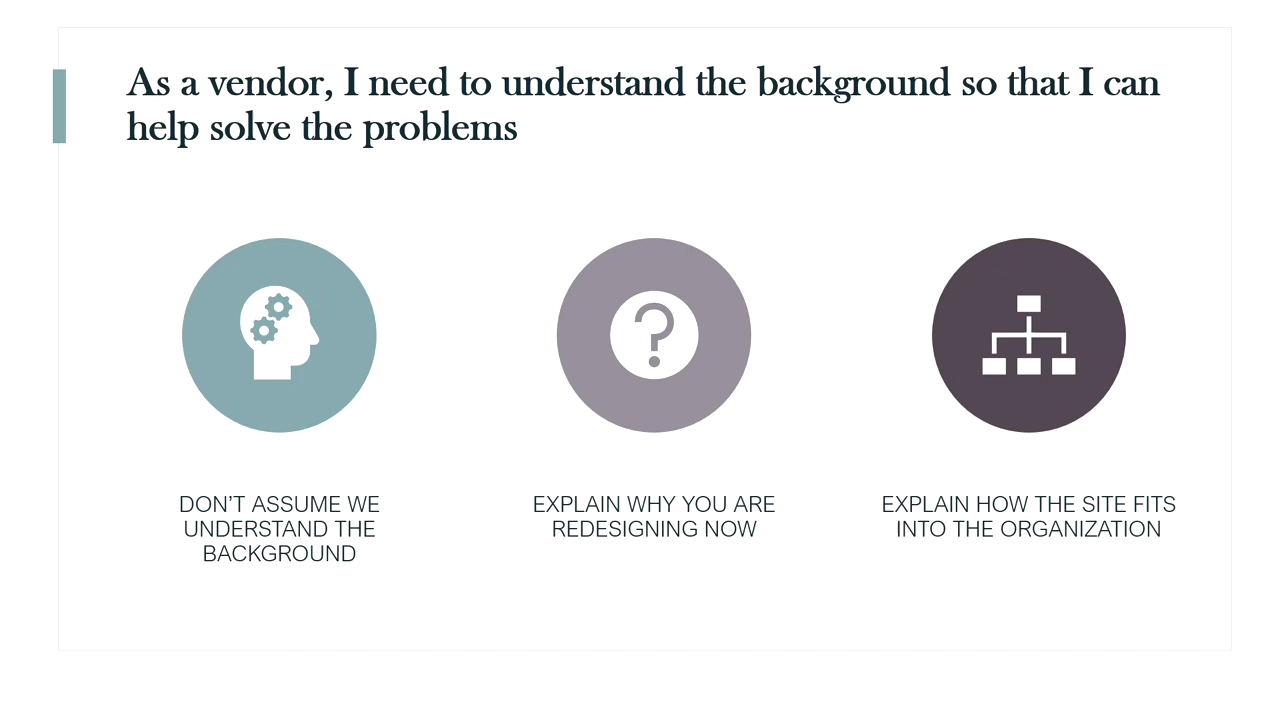 As a vendor, I need to understand the background so that I can
help solve the problems
DON’T ASSUME WE
UNDERSTAND THE
BACKGROUND
EXPLAIN WHY YOU ARE
REDESIGNING NOW
EXPLAIN HOW THE SITE FITS
INTO THE ORGANIZATION